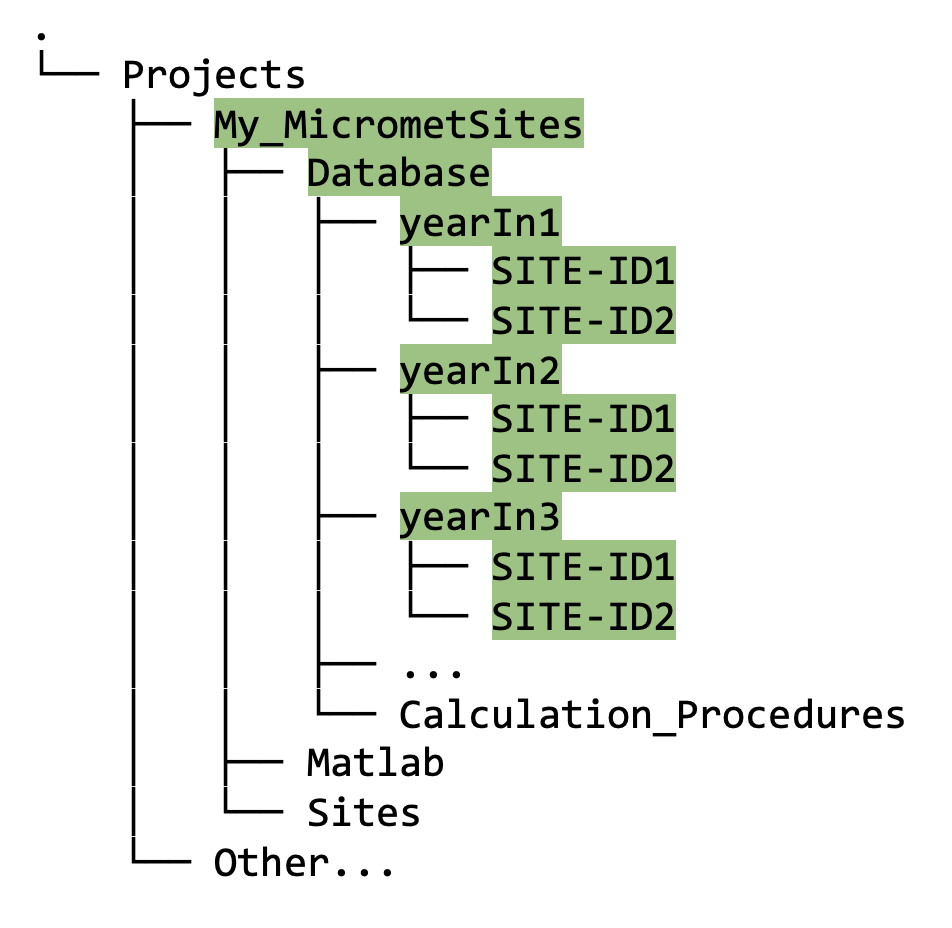 .
Projects
My_MicrometSites
Database
yearIn1
SITE-ID1
SITE-ID2
yearIn2
SITE-ID1
SITE-ID2
yearIn3
SITE-ID1
SITE-ID2
...
Calculation_Procedures
Matlab
Sites
Other...